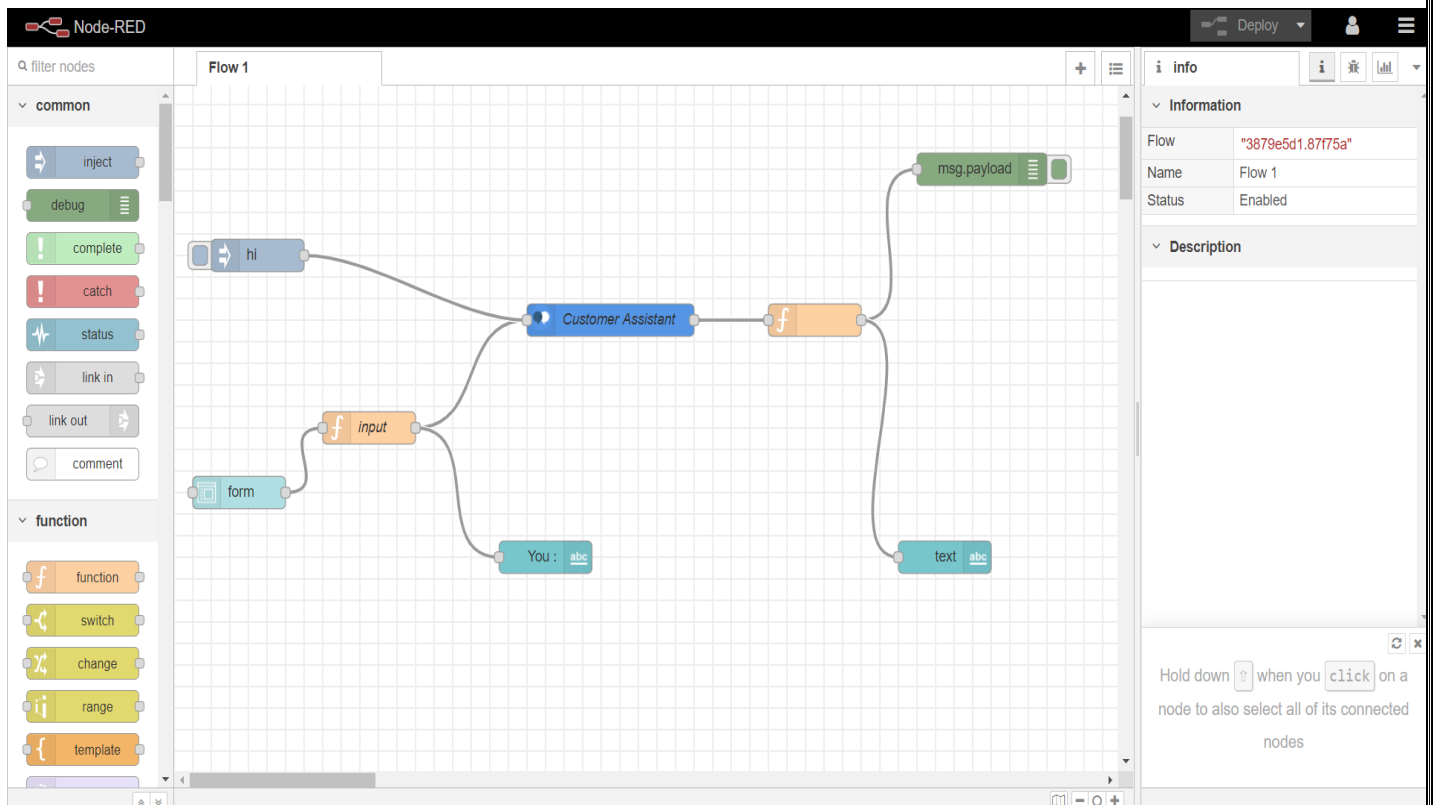 Node-RED
Deploy
filter nodes
common
inject
debug
complete
catch
status
link in
link out
comment
function
function
switch
change
range
template
Flow 1
hi
Customer Assistant
msg.payload
input
form
You :
abc
text
abc
i info
i
Information
Flow "3879e5d1.87f75a"
Name Flow 1
Status Enabled
Description
Hold down ⇧ when you click on a
node to also select all of its connected
nodes